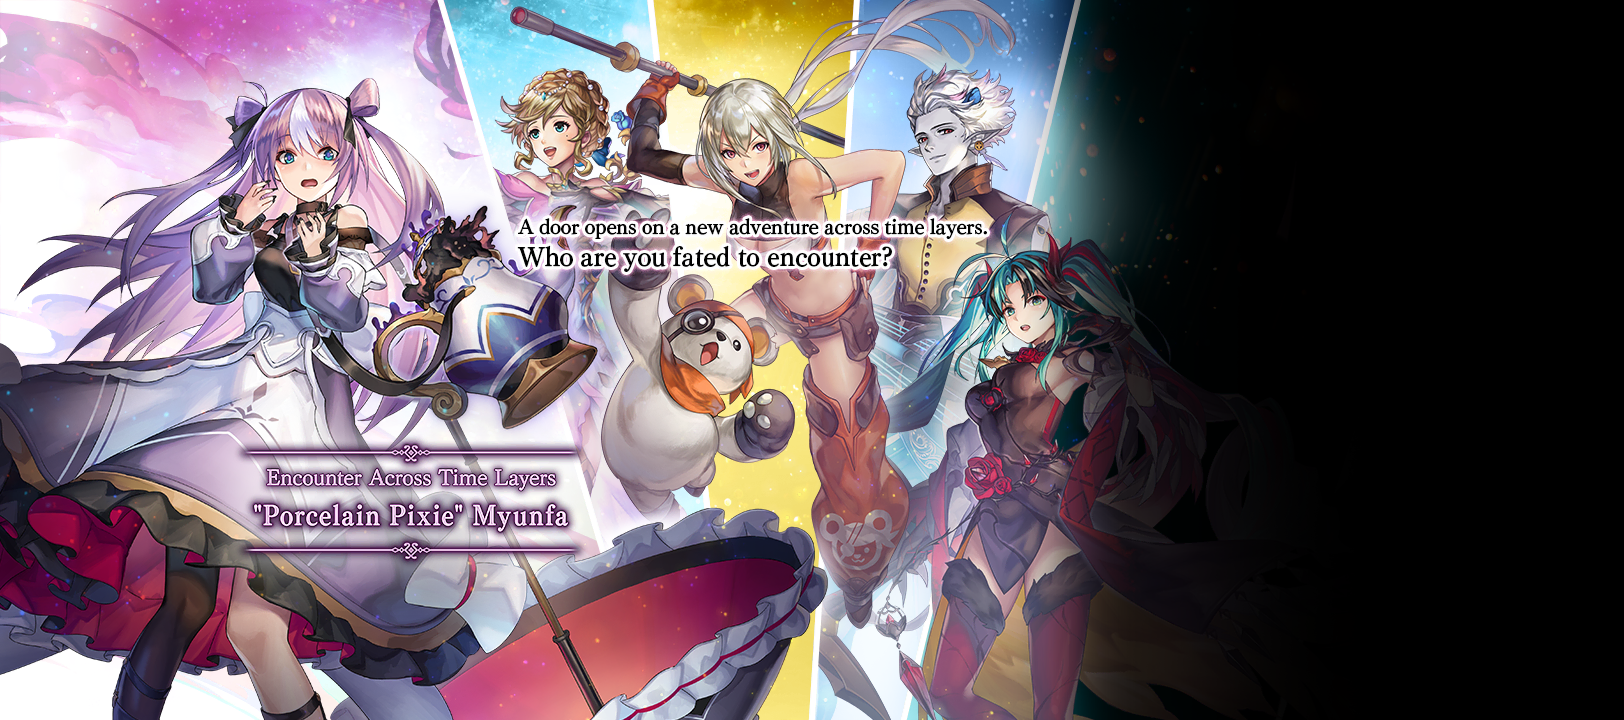 A door opens on a new adventure across time layers.
Who are you fated to encounter?
Encounter Across Time Layers
"Porcelain Pixie" Myunfa